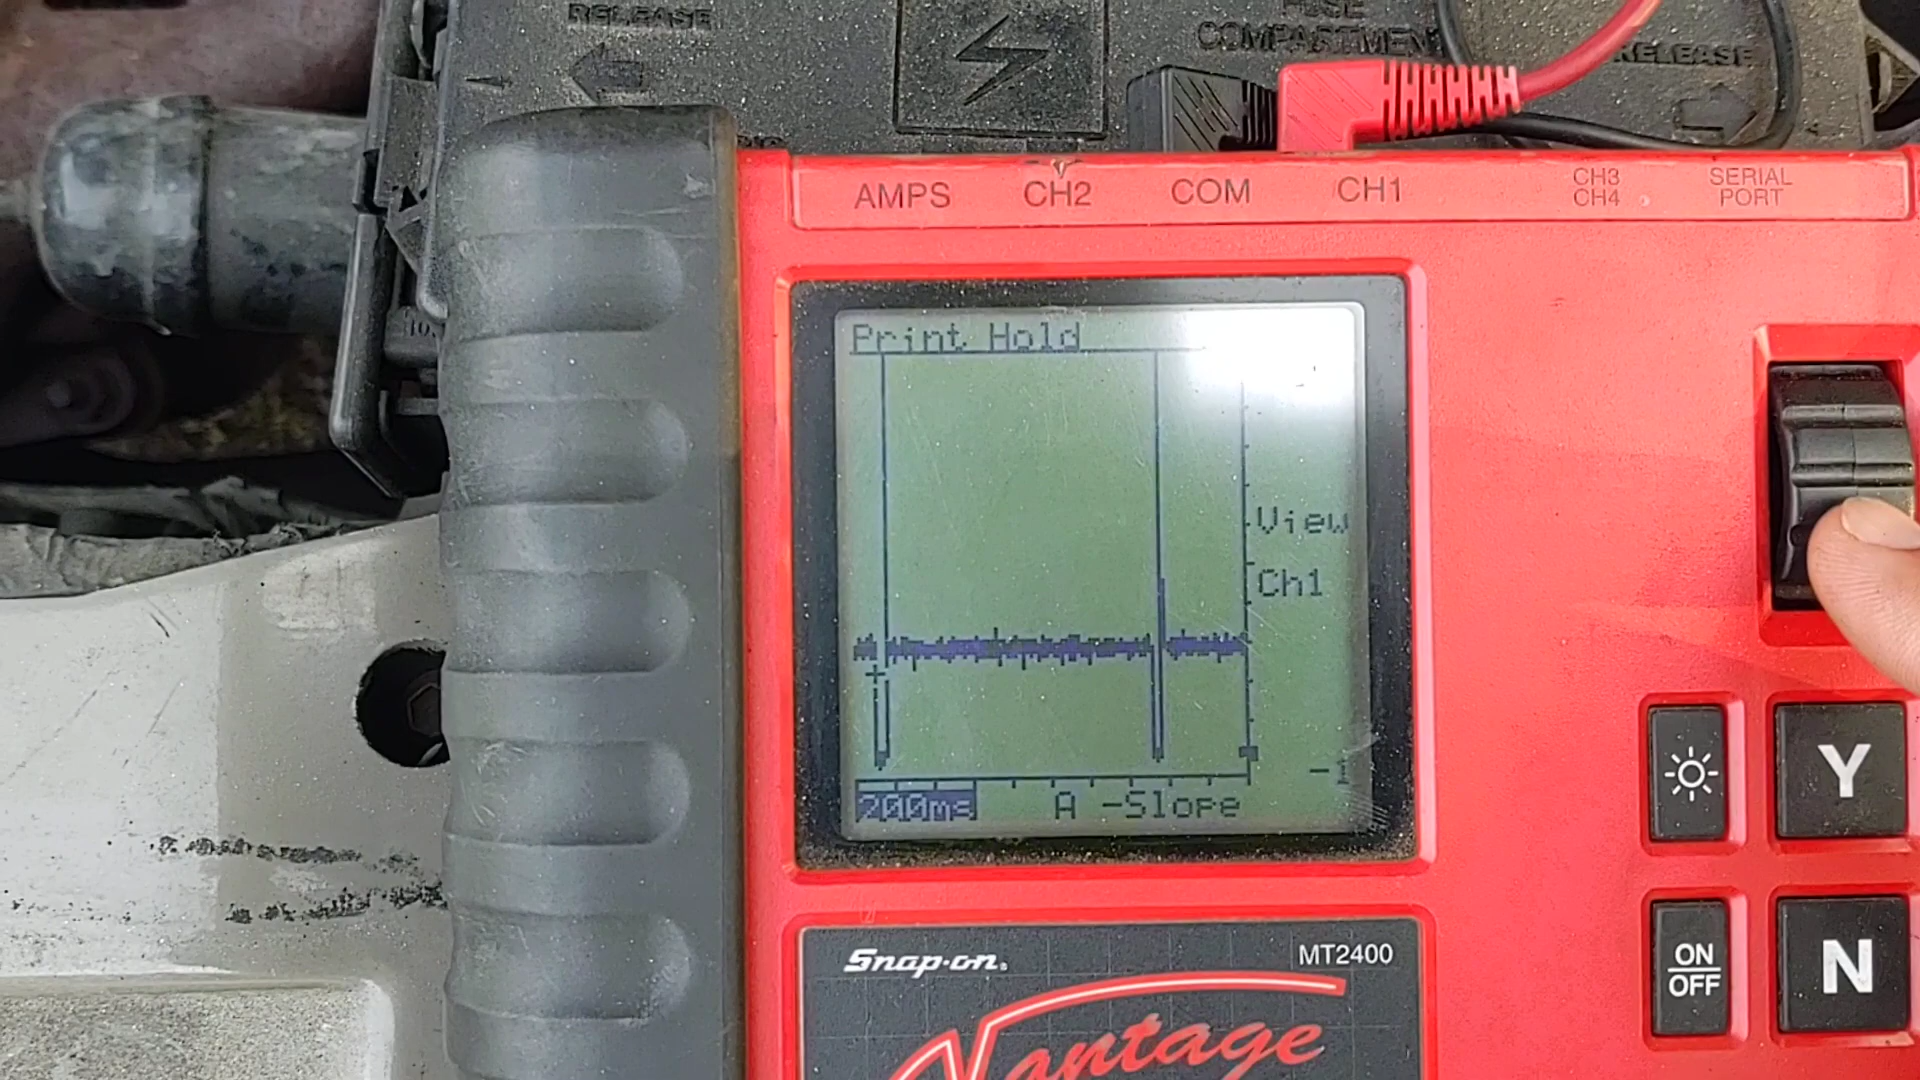 RELEASE
FUSE
COMPARTMENT
RELEASE
AMPS
CH2
COM
CH1
CH3
CH4
SERIAL
PORT
Print Hold
View
Ch1
200ms
A -Slope
Y
ON
OFF
N
Snap-on
MT2400
Vantage